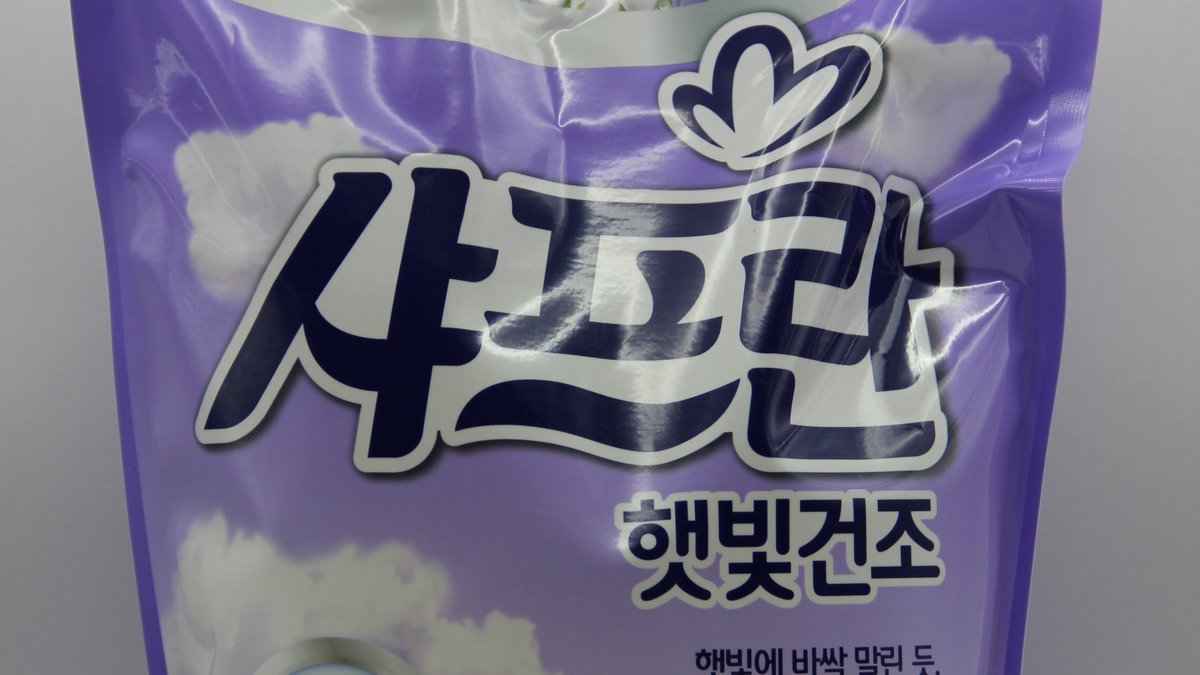 샤프란
햇빛건조
햇빛에 바싹 말린 듯,